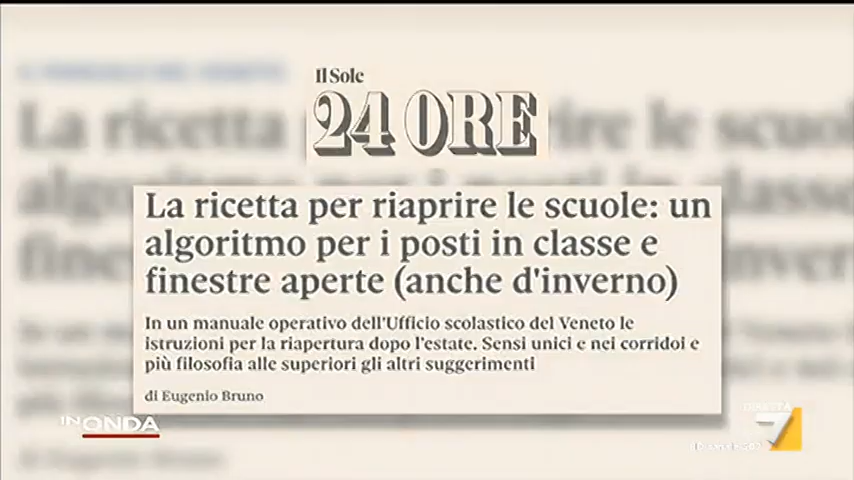 Il Sole
24 ORE
La ricetta per riaprire le scuole: un
algoritmo per i posti in classe e
finestre aperte (anche d'inverno)
In un manuale operativo dell'Ufficio scolastico del Veneto le
istruzioni per la riapertura dopo l'estate. Sensi unici e nei corridoi e
più filosofia alle superiori gli altri suggerimenti
di Eugenio Bruno
IN ONDA
DIRETTA
7